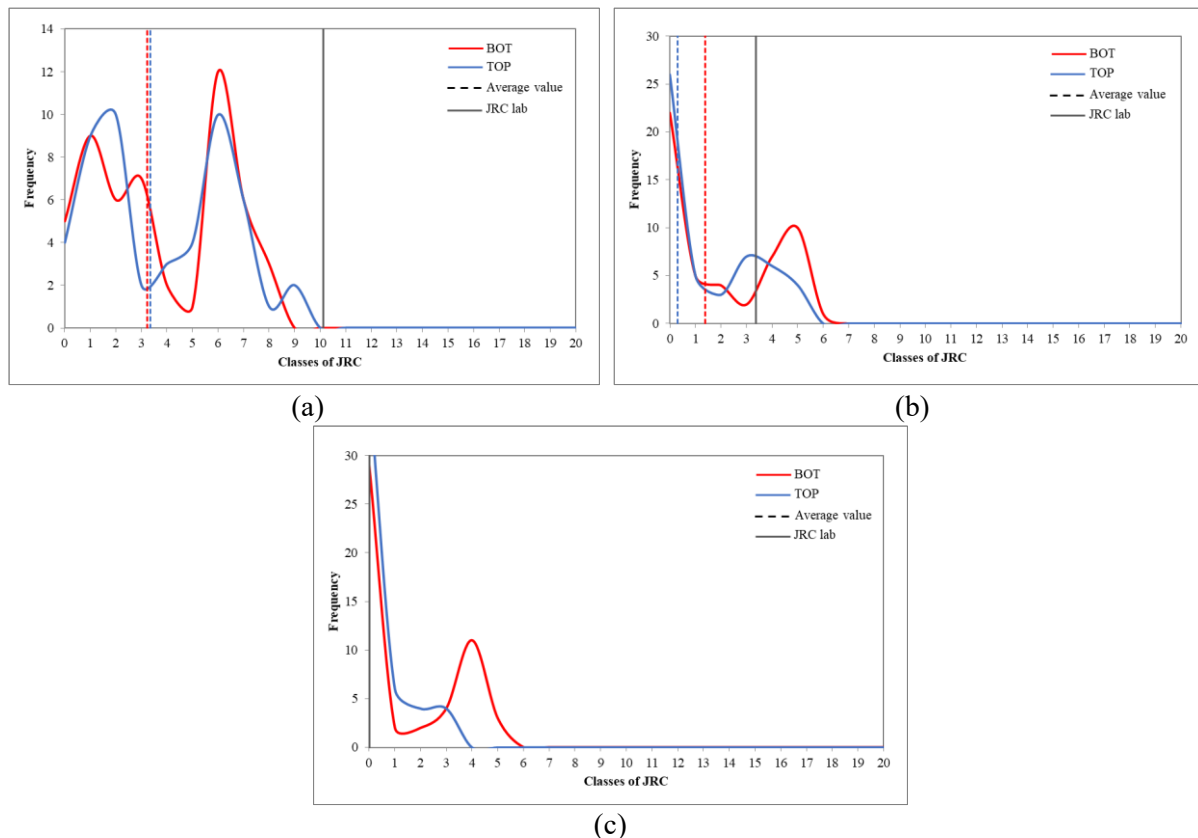 14
12
10
8
6
4
2
0
Frequency
BOT
TOP
Average value
JRC lab
0 1 2 3 4 5 6 7 8 9 10 11 12 13 14 15 16 17 18 19 20
Classes of JRC
(a)
30
25
20
15
10
5
0
Frequency
BOT
TOP
Average value
JRC lab
0 1 2 3 4 5 6 7 8 9 10 11 12 13 14 15 16 17 18 19 20
Classes of JRC
(b)
30
25
20
15
10
5
0
Frequency
BOT
TOP
Average value
JRC lab
0 1 2 3 4 5 6 7 8 9 10 11 12 13 14 15 16 17 18 19 20
Classes of JRC
(c)